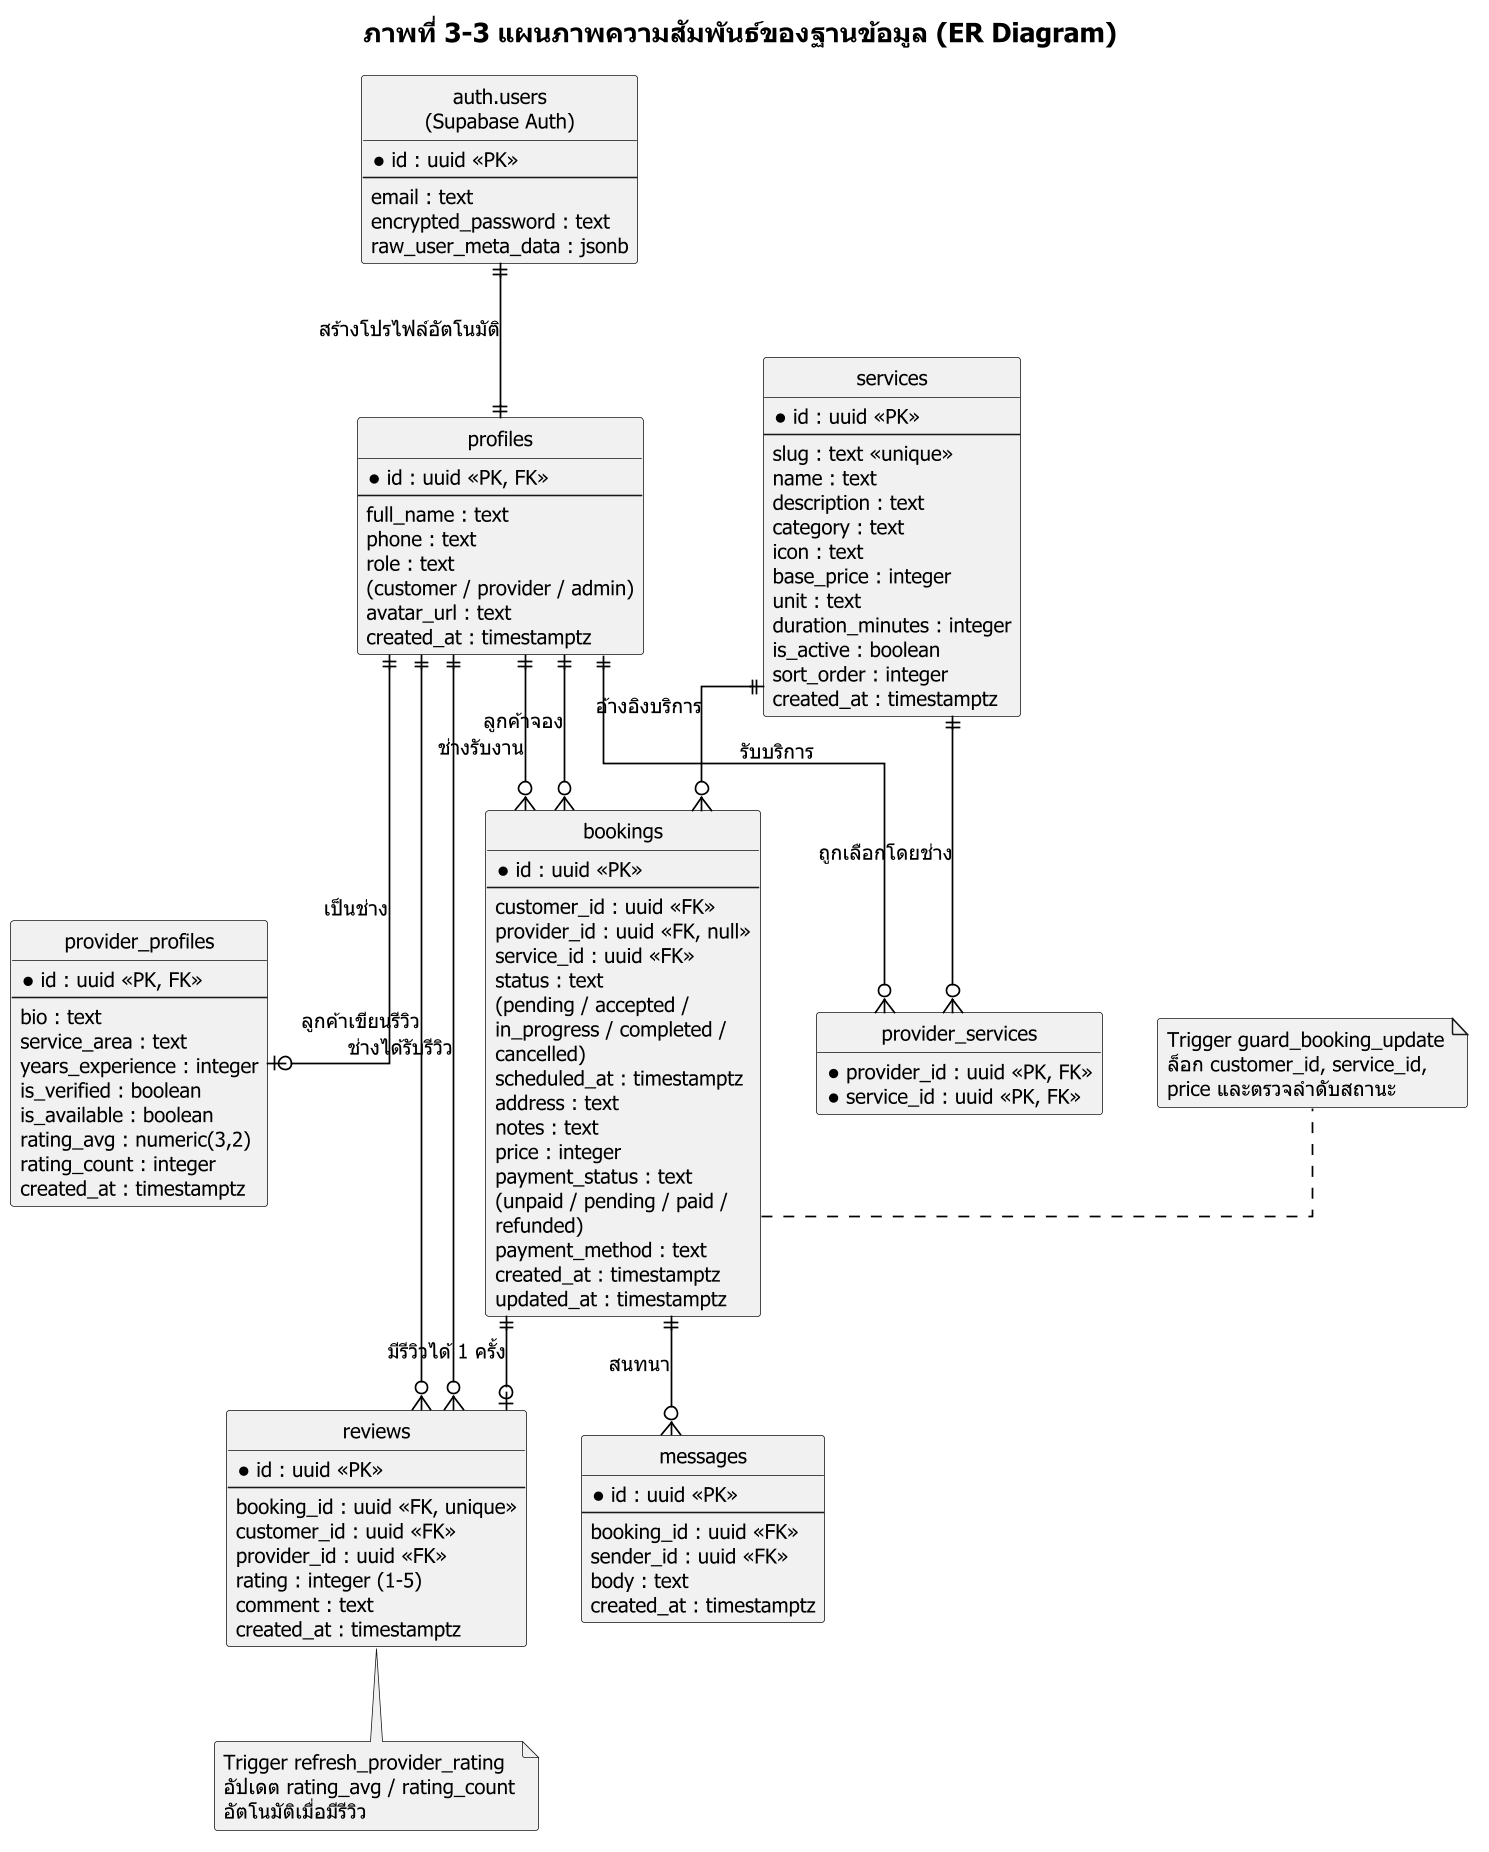 ภาพที่ 3-3 แผนภาพความสัมพันธ์ของฐานข้อมูล (ER Diagram)
auth.users
(Supabase Auth)
id : uuid «PK»
email : text
encrypted_password : text
raw_user_meta_data : jsonb
สร้างโปรไฟล์อัตโนมัติ
profiles
id : uuid «PK, FK»
full_name : text
phone : text
role : text
(customer / provider / admin)
avatar_url : text
created_at : timestamptz
services
id : uuid «PK»
slug : text «unique»
name : text
description : text
category : text
icon : text
base_price : integer
unit : text
duration_minutes : integer
is_active : boolean
sort_order : integer
created_at : timestamptz
อ้างอิงบริการ
ลูกค้าจอง
ช่างรับงาน
รับบริการ
ถูกเลือกโดยช่าง
เป็นช่าง
bookings
id : uuid «PK»
customer_id : uuid «FK»
provider_id : uuid «FK, null»
service_id : uuid «FK»
status : text
(pending / accepted /
in_progress / completed /
cancelled)
scheduled_at : timestamptz
address : text
notes : text
price : integer
payment_status : text
(unpaid / pending / paid /
refunded)
payment_method : text
created_at : timestamptz
updated_at : timestamptz
provider_profiles
id : uuid «PK, FK»
bio : text
service_area : text
years_experience : integer
is_verified : boolean
is_available : boolean
rating_avg : numeric(3,2)
rating_count : integer
created_at : timestamptz
ลูกค้าเขียนรีวิว
ช่างได้รับรีวิว
provider_services
provider_id : uuid «PK, FK»
service_id : uuid «PK, FK»
Trigger guard_booking_update
ล็อก customer_id, service_id,
price และตรวจลำดับสถานะ
มีรีวิวได้ 1 ครั้ง
สนทนา
reviews
id : uuid «PK»
booking_id : uuid «FK, unique»
customer_id : uuid «FK»
provider_id : uuid «FK»
rating : integer (1-5)
comment : text
created_at : timestamptz
messages
id : uuid «PK»
booking_id : uuid «FK»
sender_id : uuid «FK»
body : text
created_at : timestamptz
Trigger refresh_provider_rating
อัปเดต rating_avg / rating_count
อัตโนมัติเมื่อมีรีวิว